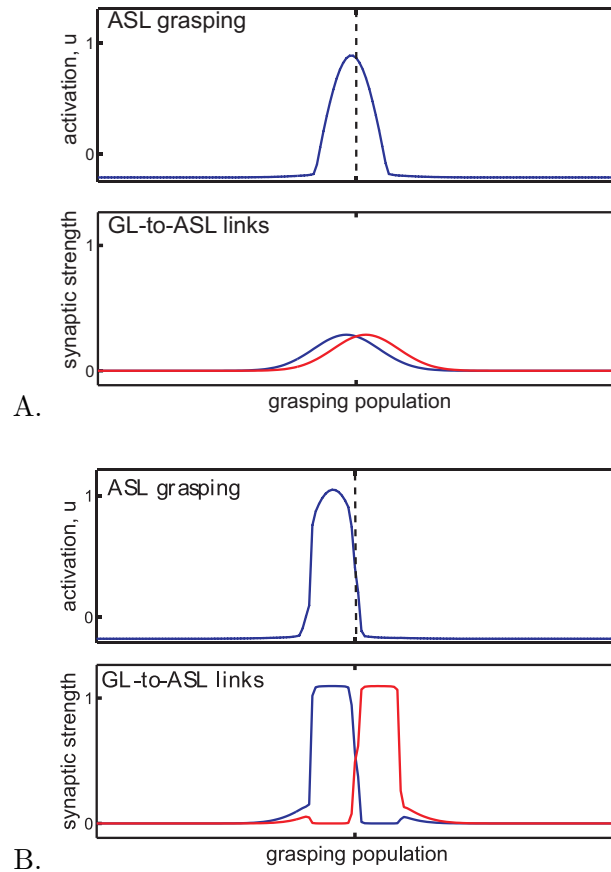 ASL grasping
activation, u
1
0
GL-to-ASL links
synaptic strength
1
0
grasping population
A.
ASL grasping
activation, u
1
0
GL-to-ASL links
synaptic strength
1
0
grasping population
B.